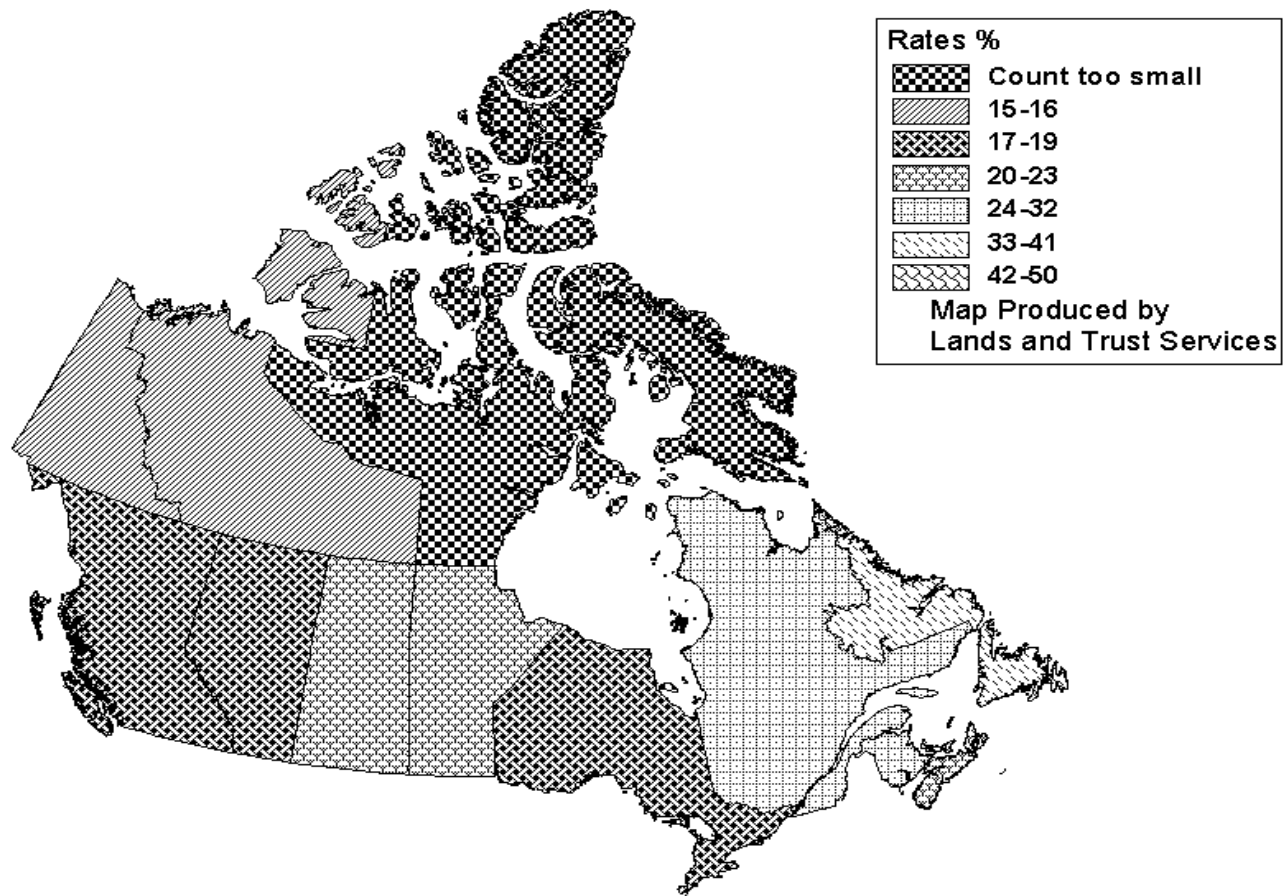 Rates %
Count too small
15-16
17-19
20-23
24-32
33-41
42-50
Map Produced by
Lands and Trust Services